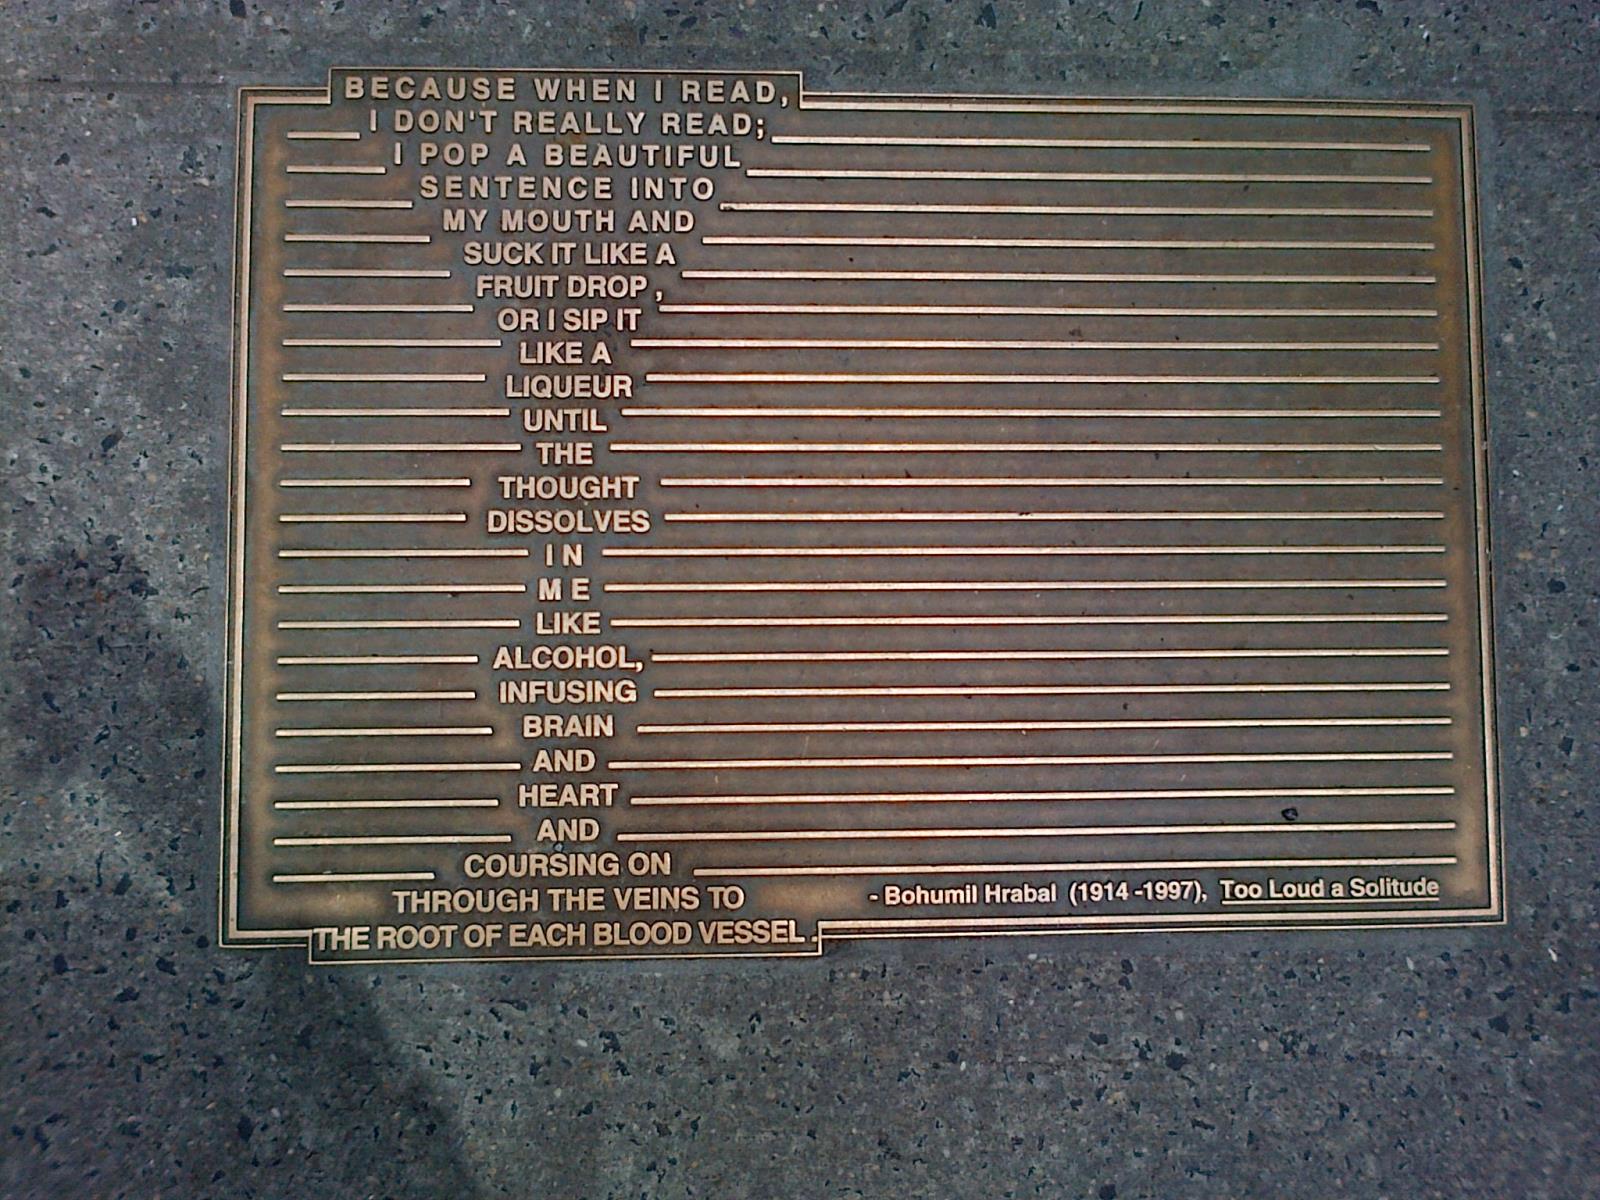 BECAUSE WHEN I READ,
I DON'T REALLY READ;
I POP A BEAUTIFUL
SENTENCE INTO
MY MOUTH AND
SUCK IT LIKE A
FRUIT DROP,
OR I SIP IT
LIKE A
LIQUEUR
UNTIL
THE
THOUGHT
DISSOLVES
IN
ME
LIKE
ALCOHOL,
INFUSING
BRAIN
AND
HEART
AND
COURSING ON
THROUGH THE VEINS TO
THE ROOT OF EACH BLOOD VESSEL.
- Bohumil Hrabal (1914 -1997), Too Loud a Solitude